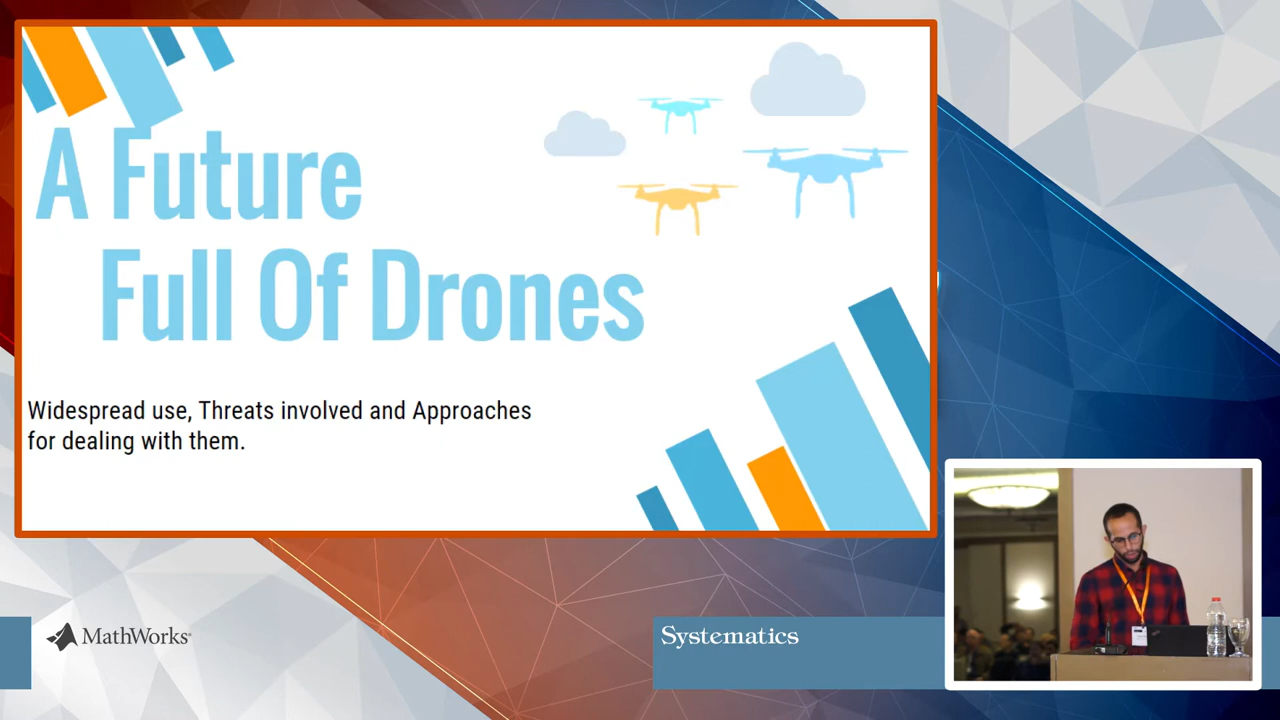 A Future
Full Of Drones
Widespread use, Threats involved and Approaches
for dealing with them.
MathWorks®
Systematics